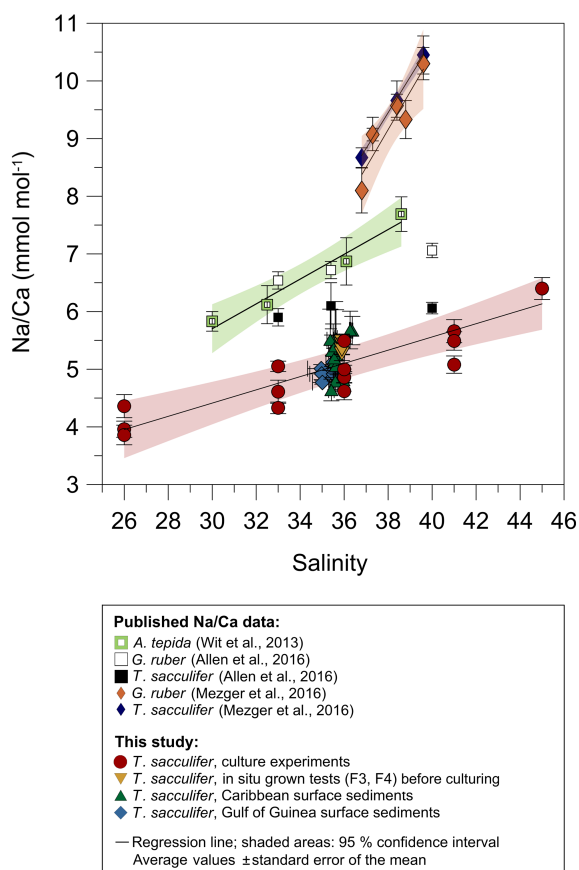 11
10
9
8
7
6
5
4
3
Na/Ca (mmol mol-1)
26 28 30 32 34 36 38 40 42 44 46
Salinity
Published Na/Ca data:
A. tepida (Wit et al., 2013)
G. ruber (Allen et al., 2016)
T. sacculifer (Allen et al., 2016)
G. ruber (Mezger et al., 2016)
T. sacculifer (Mezger et al., 2016)
This study:
T. sacculifer, culture experiments
T. sacculifer, in situ grown tests (F3, F4) before culturing
T. sacculifer, Caribbean surface sediments
T. sacculifer, Gulf of Guinea surface sediments
— Regression line; shaded areas: 95 % confidence interval
Average values ± standard error of the mean